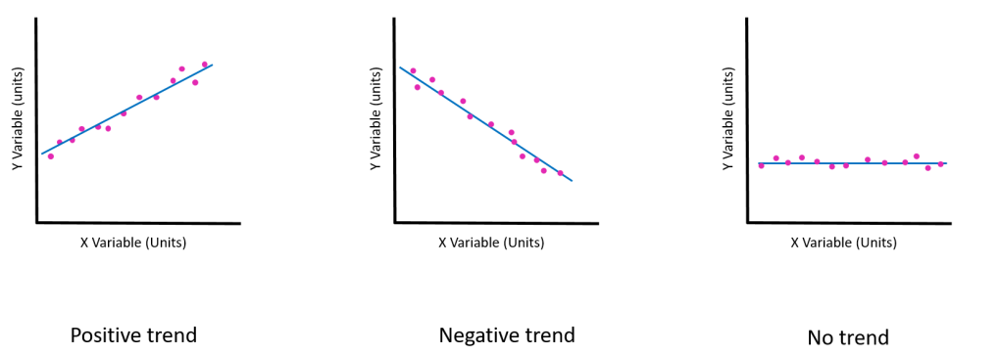 Y Variable (units)
X Variable (Units)
Positive trend
Y Variable (units)
X Variable (Units)
Negative trend
Y Variable (units)
X Variable (Units)
No trend